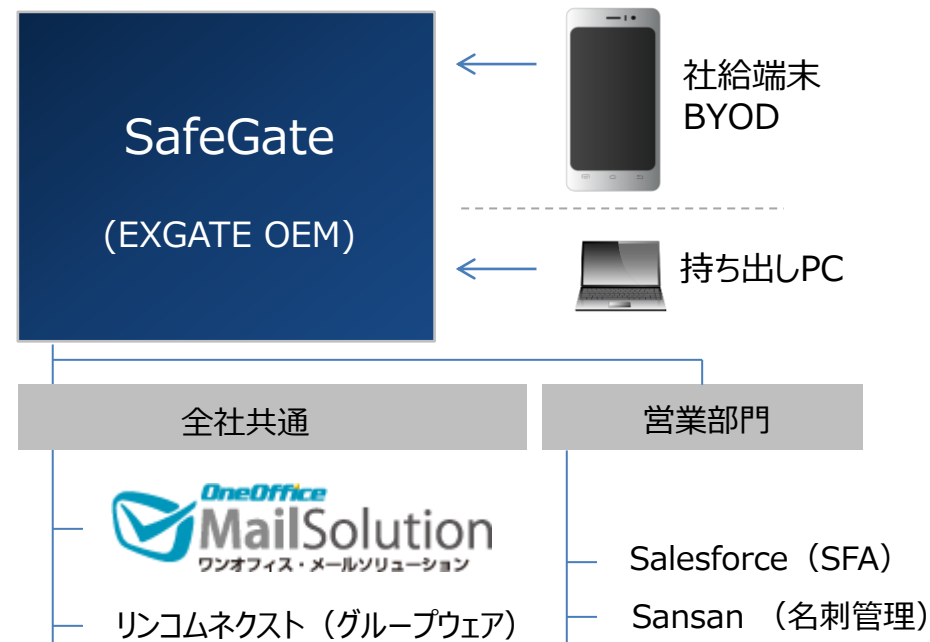 SafeGate
(EXGATE OEM)
社給端末
BYOD
持ち出しPC
全社共通
営業部門
OneOffice
MailSolution
ワンオフィス・メールソリューション
リンコムネクスト（グループウェア）
Salesforce（SFA）
Sansan （名刺管理）